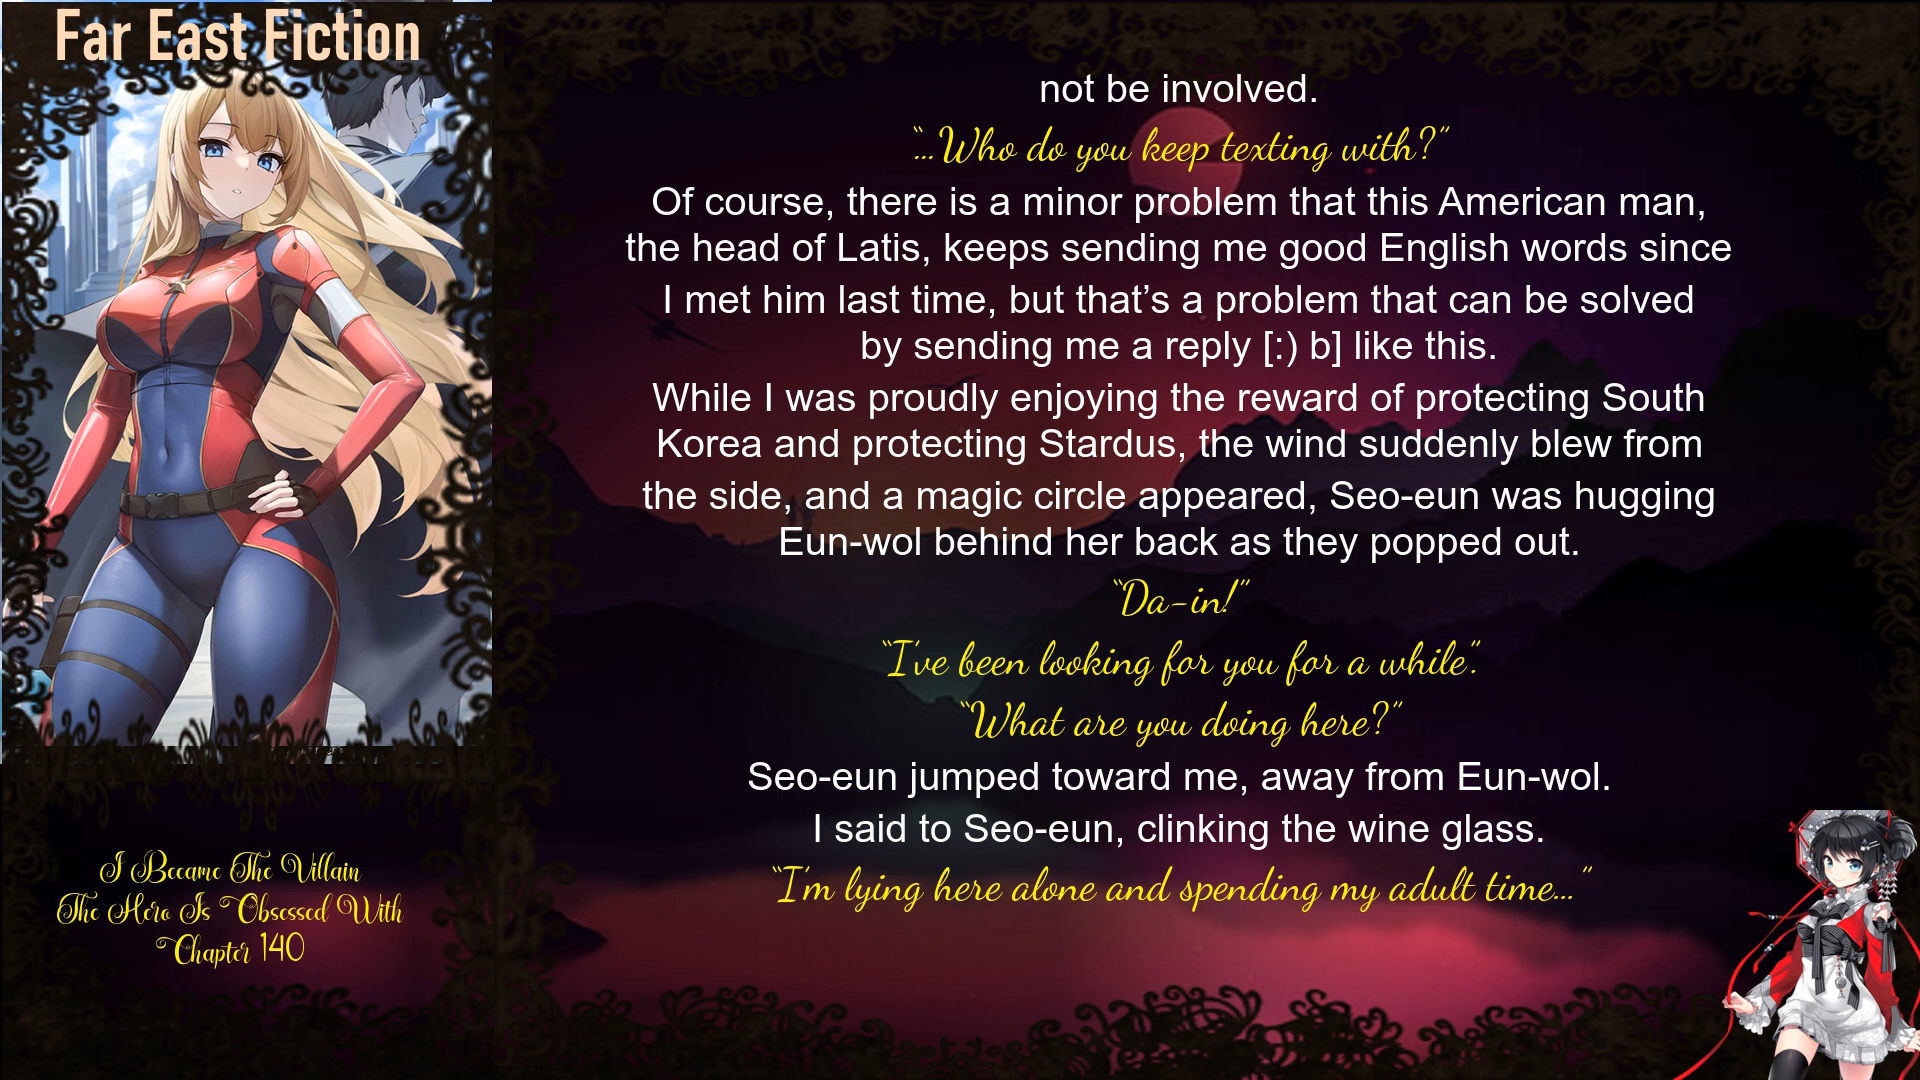 Far East Fiction
not be involved.
“...Who do you keep texting with?”
Of course, there is a minor problem that this American man,
the head of Latis, keeps sending me good English words since
I met him last time, but that’s a problem that can be solved
by sending me a reply [:) b] like this.
While I was proudly enjoying the reward of protecting South
Korea and protecting Stardus, the wind suddenly blew from
the side, and a magic circle appeared, Seo-eun was hugging
Eun-wol behind her back as they popped out.
“Da-in!”
“I’ve been looking for you for a while.”
“What are you doing here?”
Seo-eun jumped toward me, away from Eun-wol.
I said to Seo-eun, clinking the wine glass.
“I’m lying here alone and spending my adult time...”
I Became The Villain
The Hero Is Obsessed With
Chapter 140